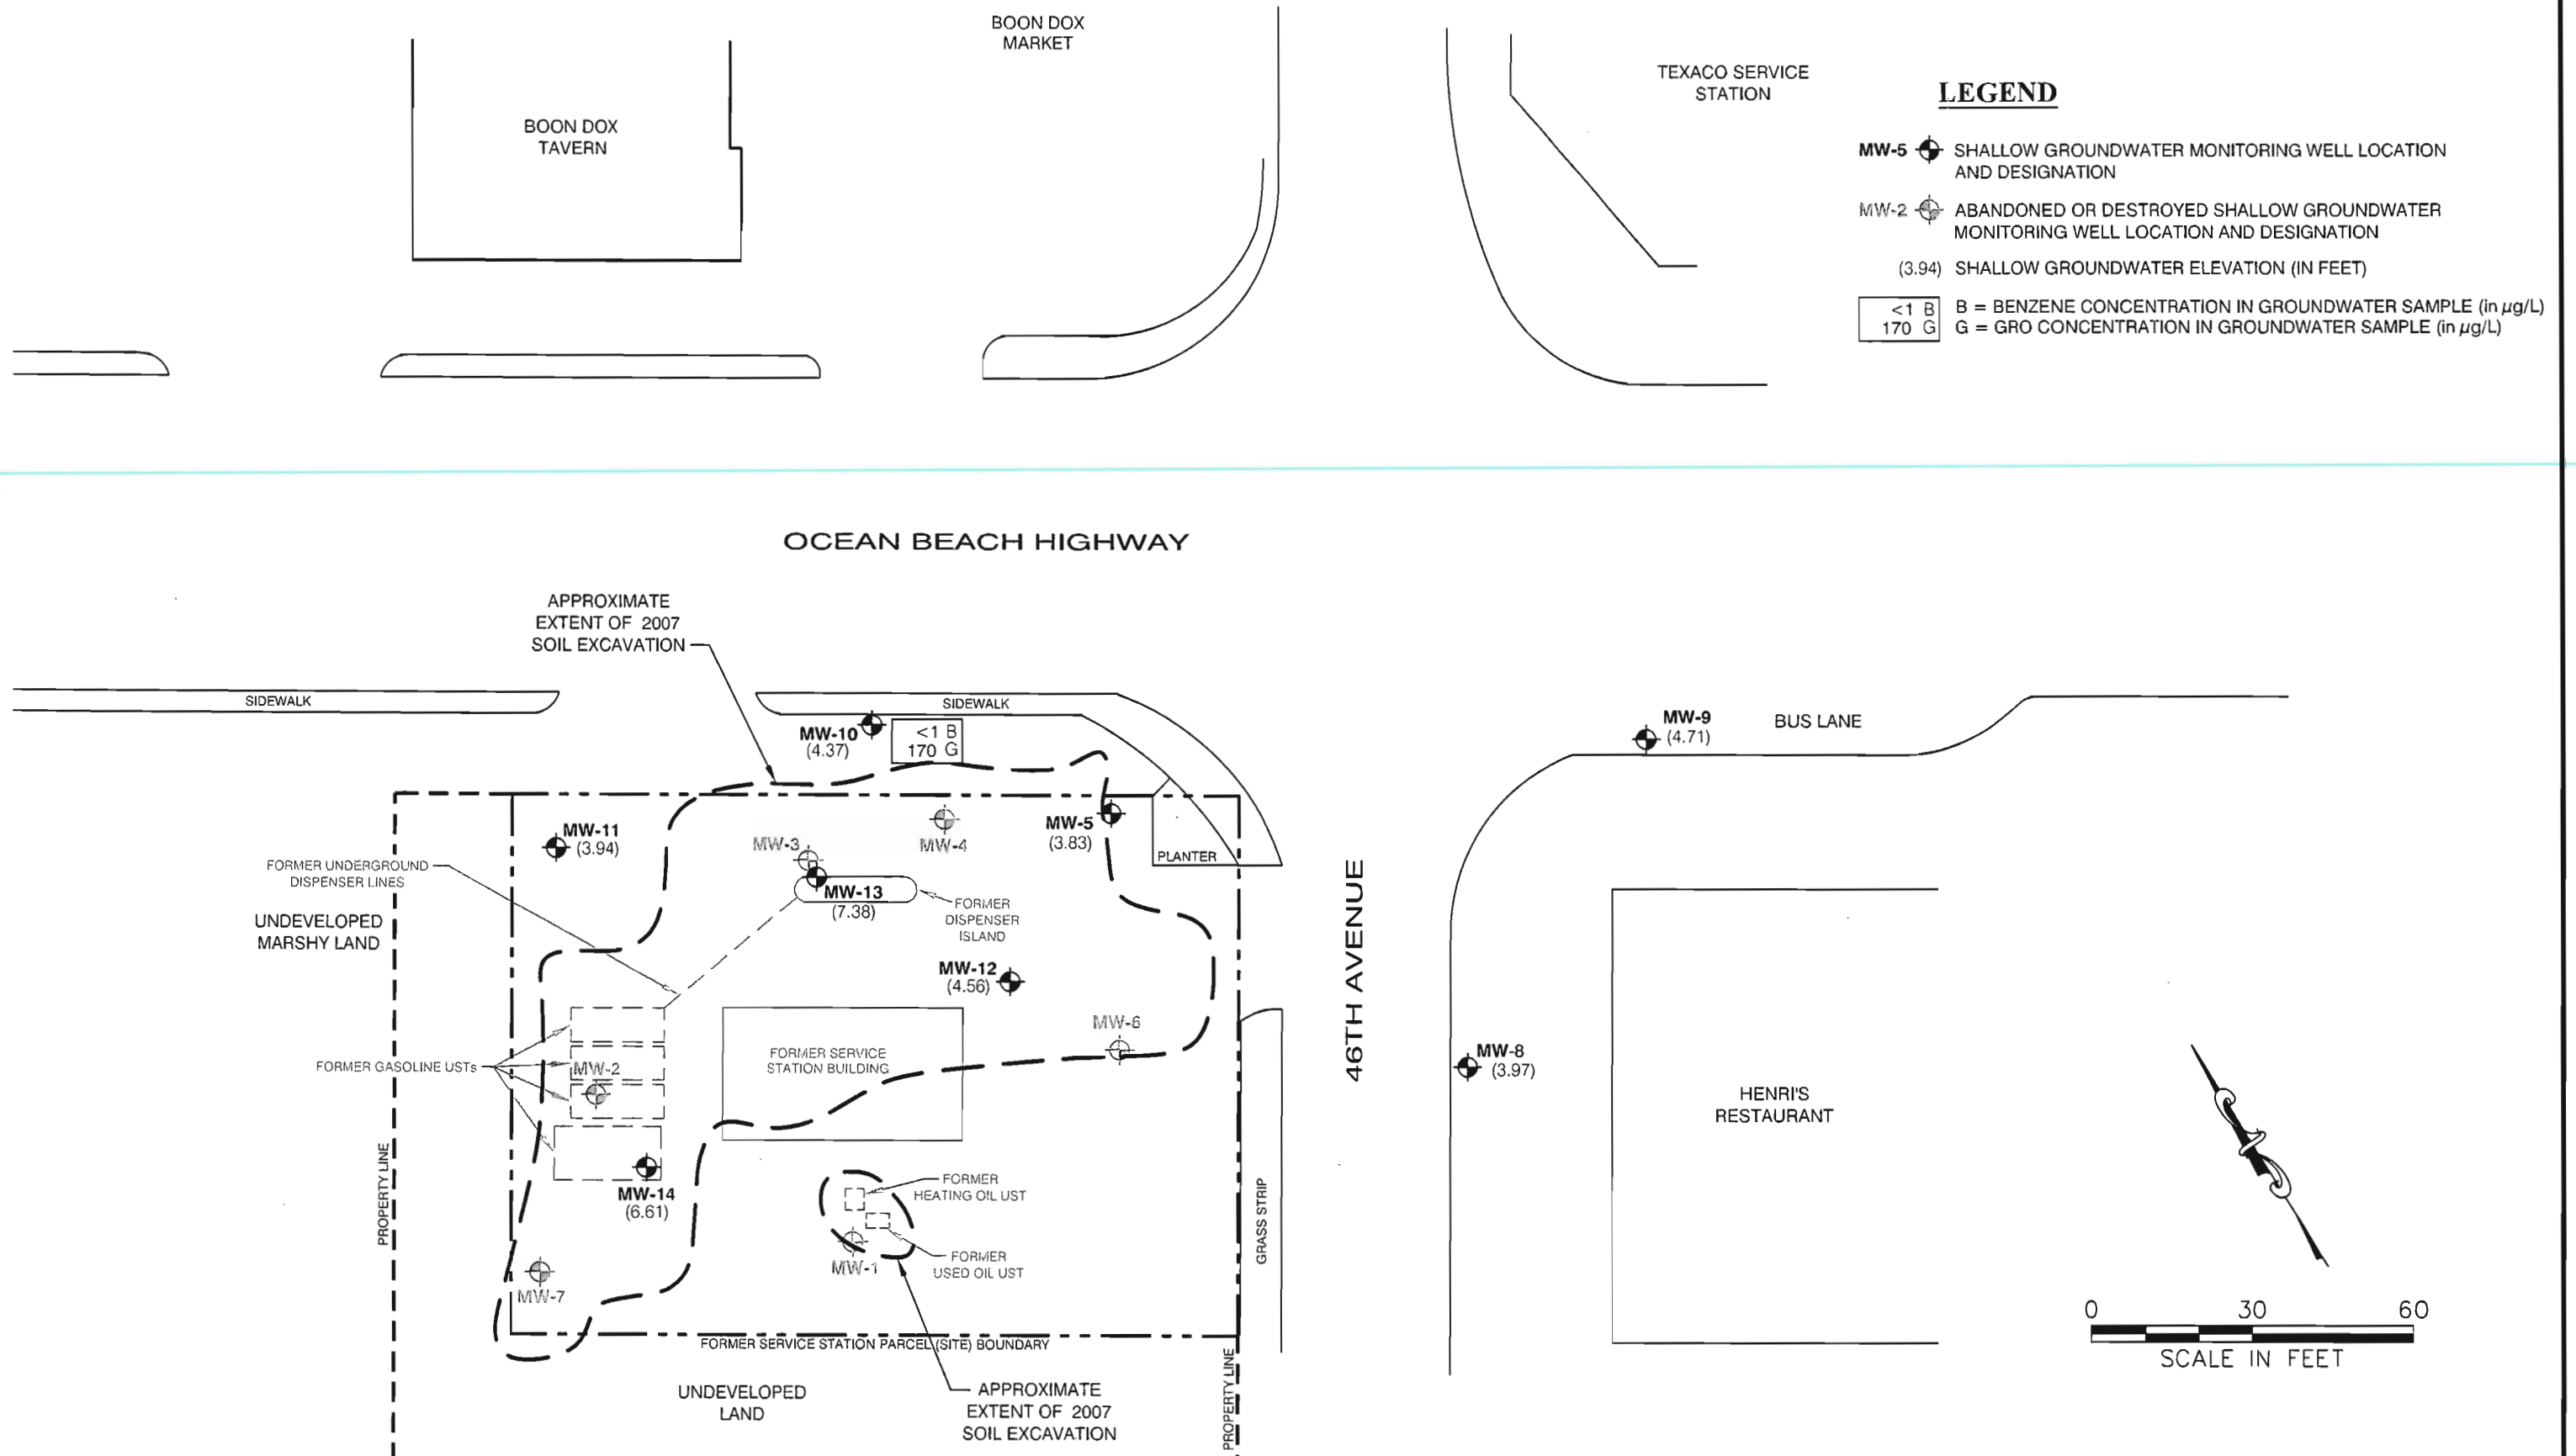 BOON DOX
MARKET
BOON DOX
TAVERN
TEXACO SERVICE
STATION
LEGEND
MW-5 SHALLOW GROUNDWATER MONITORING WELL LOCATION
AND DESIGNATION
MW-2 ABANDONED OR DESTROYED SHALLOW GROUNDWATER
MONITORING WELL LOCATION AND DESIGNATION
(3.94) SHALLOW GROUNDWATER ELEVATION (IN FEET)
<1 B B = BENZENE CONCENTRATION IN GROUNDWATER SAMPLE (in µg/L)
170 G G = GRO CONCENTRATION IN GROUNDWATER SAMPLE (in µg/L)
OCEAN BEACH HIGHWAY
APPROXIMATE
EXTENT OF 2007
SOIL EXCAVATION
SIDEWALK
SIDEWALK
MW-10
(4.37)
<1 B
170 G
MW-9
(4.71)
BUS LANE
MW-11
(3.94)
MW-3
MW-4
MW-5
(3.83)
PLANTER
FORMER UNDERGROUND
DISPENSER LINES
MW-13
(7.38)
FORMER
DISPENSER
ISLAND
UNDEVELOPED
MARSHY LAND
46TH AVENUE
MW-12
(4.56)
MW-6
FORMER GASOLINE USTs
MW-2
FORMER SERVICE
STATION BUILDING
MW-8
(3.97)
HENRI'S
RESTAURANT
PROPERTY LINE
MW-14
(6.61)
FORMER
HEATING OIL UST
GRASS STRIP
MW-1
FORMER
USED OIL UST
MW-7
FORMER SERVICE STATION PARCEL (SITE) BOUNDARY
UNDEVELOPED
LAND
APPROXIMATE
EXTENT OF 2007
SOIL EXCAVATION
PROPERTY LINE
0 30 60
SCALE IN FEET